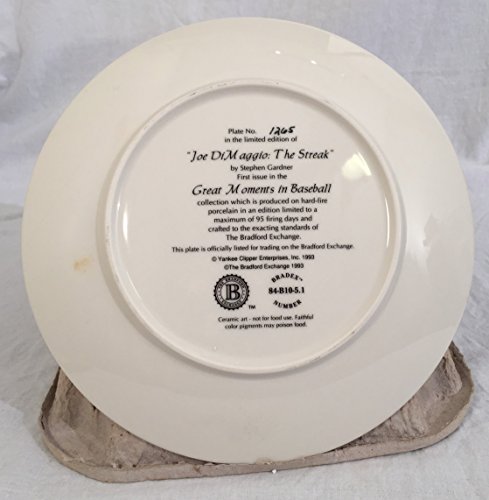 Plate No. 1265
in the limited edition of
"Joe DiMaggio: The Streak"
by Stephen Gardner
First issue in the
Great Moments in Baseball
collection which is produced on hard-fire
porcelain in an edition limited to a
maximum of 95 firing days and
crafted to the exacting standards of
The Bradford Exchange.
This plate is officially listed for trading on the Bradford Exchange.
© Yankee Clipper Enterprises, Inc. 1993
©The Bradford Exchange 1993
B
TM
BRADEX™
84-B10-5.1
NUMBER
Ceramic art - not for food use. Faithful
color pigments may poison food.